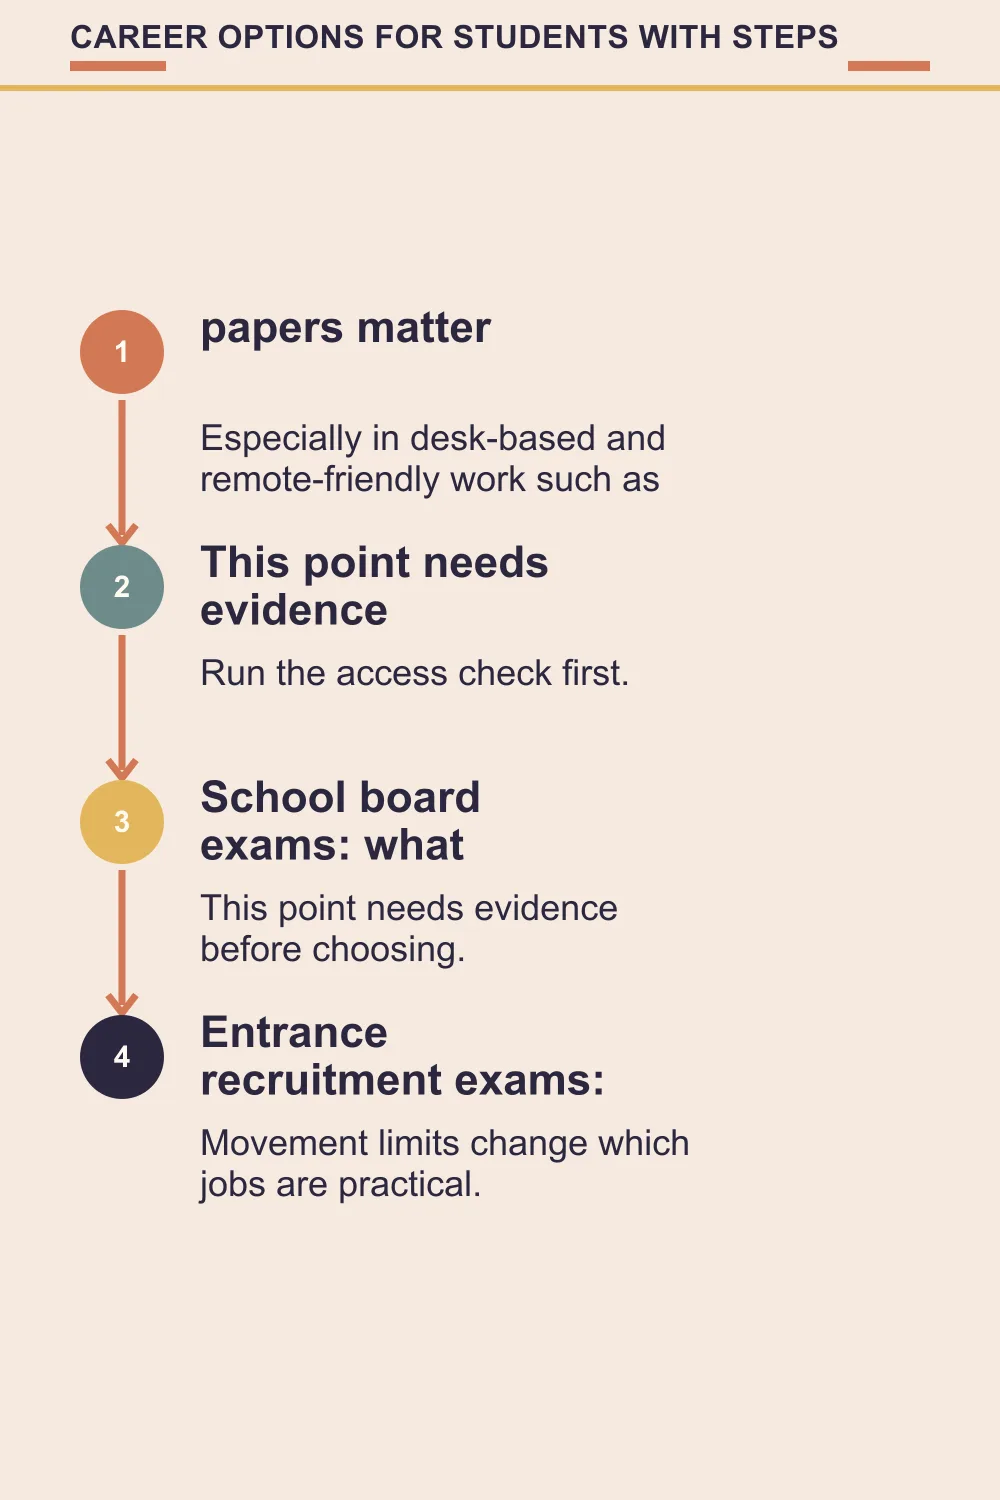 CAREER OPTIONS FOR STUDENTS WITH STEPS
1
papers matter
Especially in desk-based and
remote-friendly work such as
2
This point needs
evidence
Run the access check first.
3
School board
exams: what
This point needs evidence
before choosing.
4
Entrance
recruitment exams:
Movement limits change which
jobs are practical.